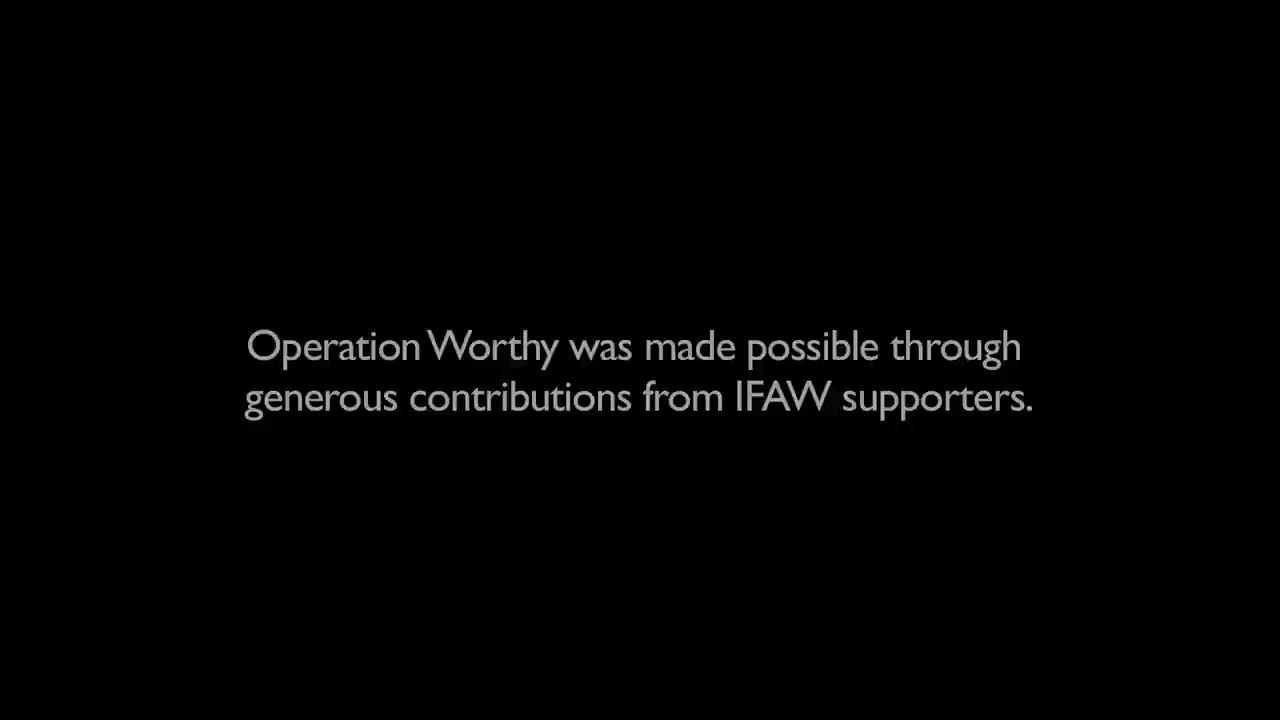 Operation Worthy was made possible through
generous contributions from IFAW supporters.